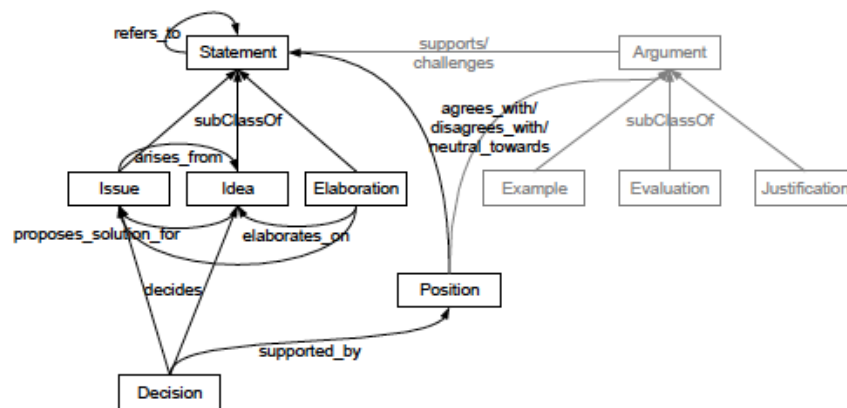 refers_to
Statement
supports/
challenges
Argument
subClassOf
agrees_with/
disagrees_with/
neutral_towards
subClassOf
arises_from
Issue
Idea
Elaboration
Example
Evaluation
Justification
proposes_solution_for
elaborates_on
decides
Position
supported_by
Decision